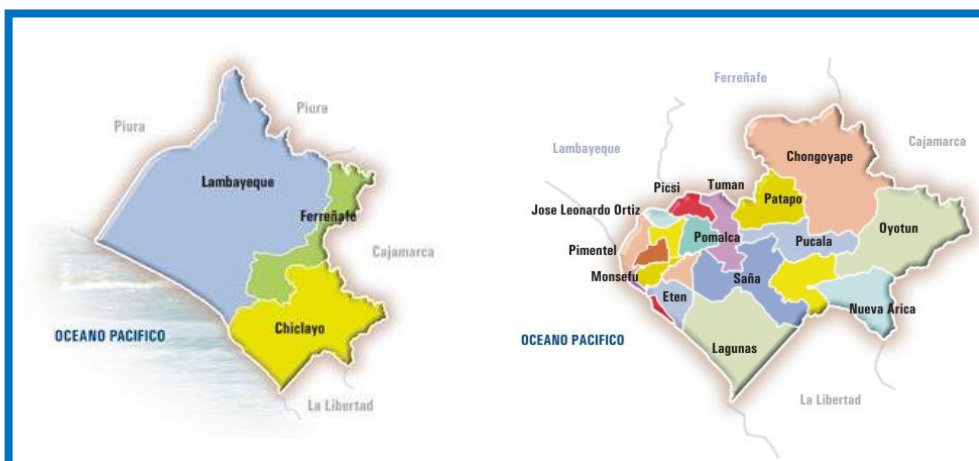 Piura
Piura
Lambayeque
Ferreñafe
Cajamarca
OCEANO PACIFICO
Chiclayo
La Libertad
Ferreñafe
Lambayeque
Cajamarca
Chongoyape
Picsi
Tuman
Patapo
Jose Leonardo Ortiz
Oyotun
Pomalca
Pucala
Pimentel
Monsefu
Saña
Eten
Nueva Arica
OCEANO PACIFICO
Lagunas
La Libertad